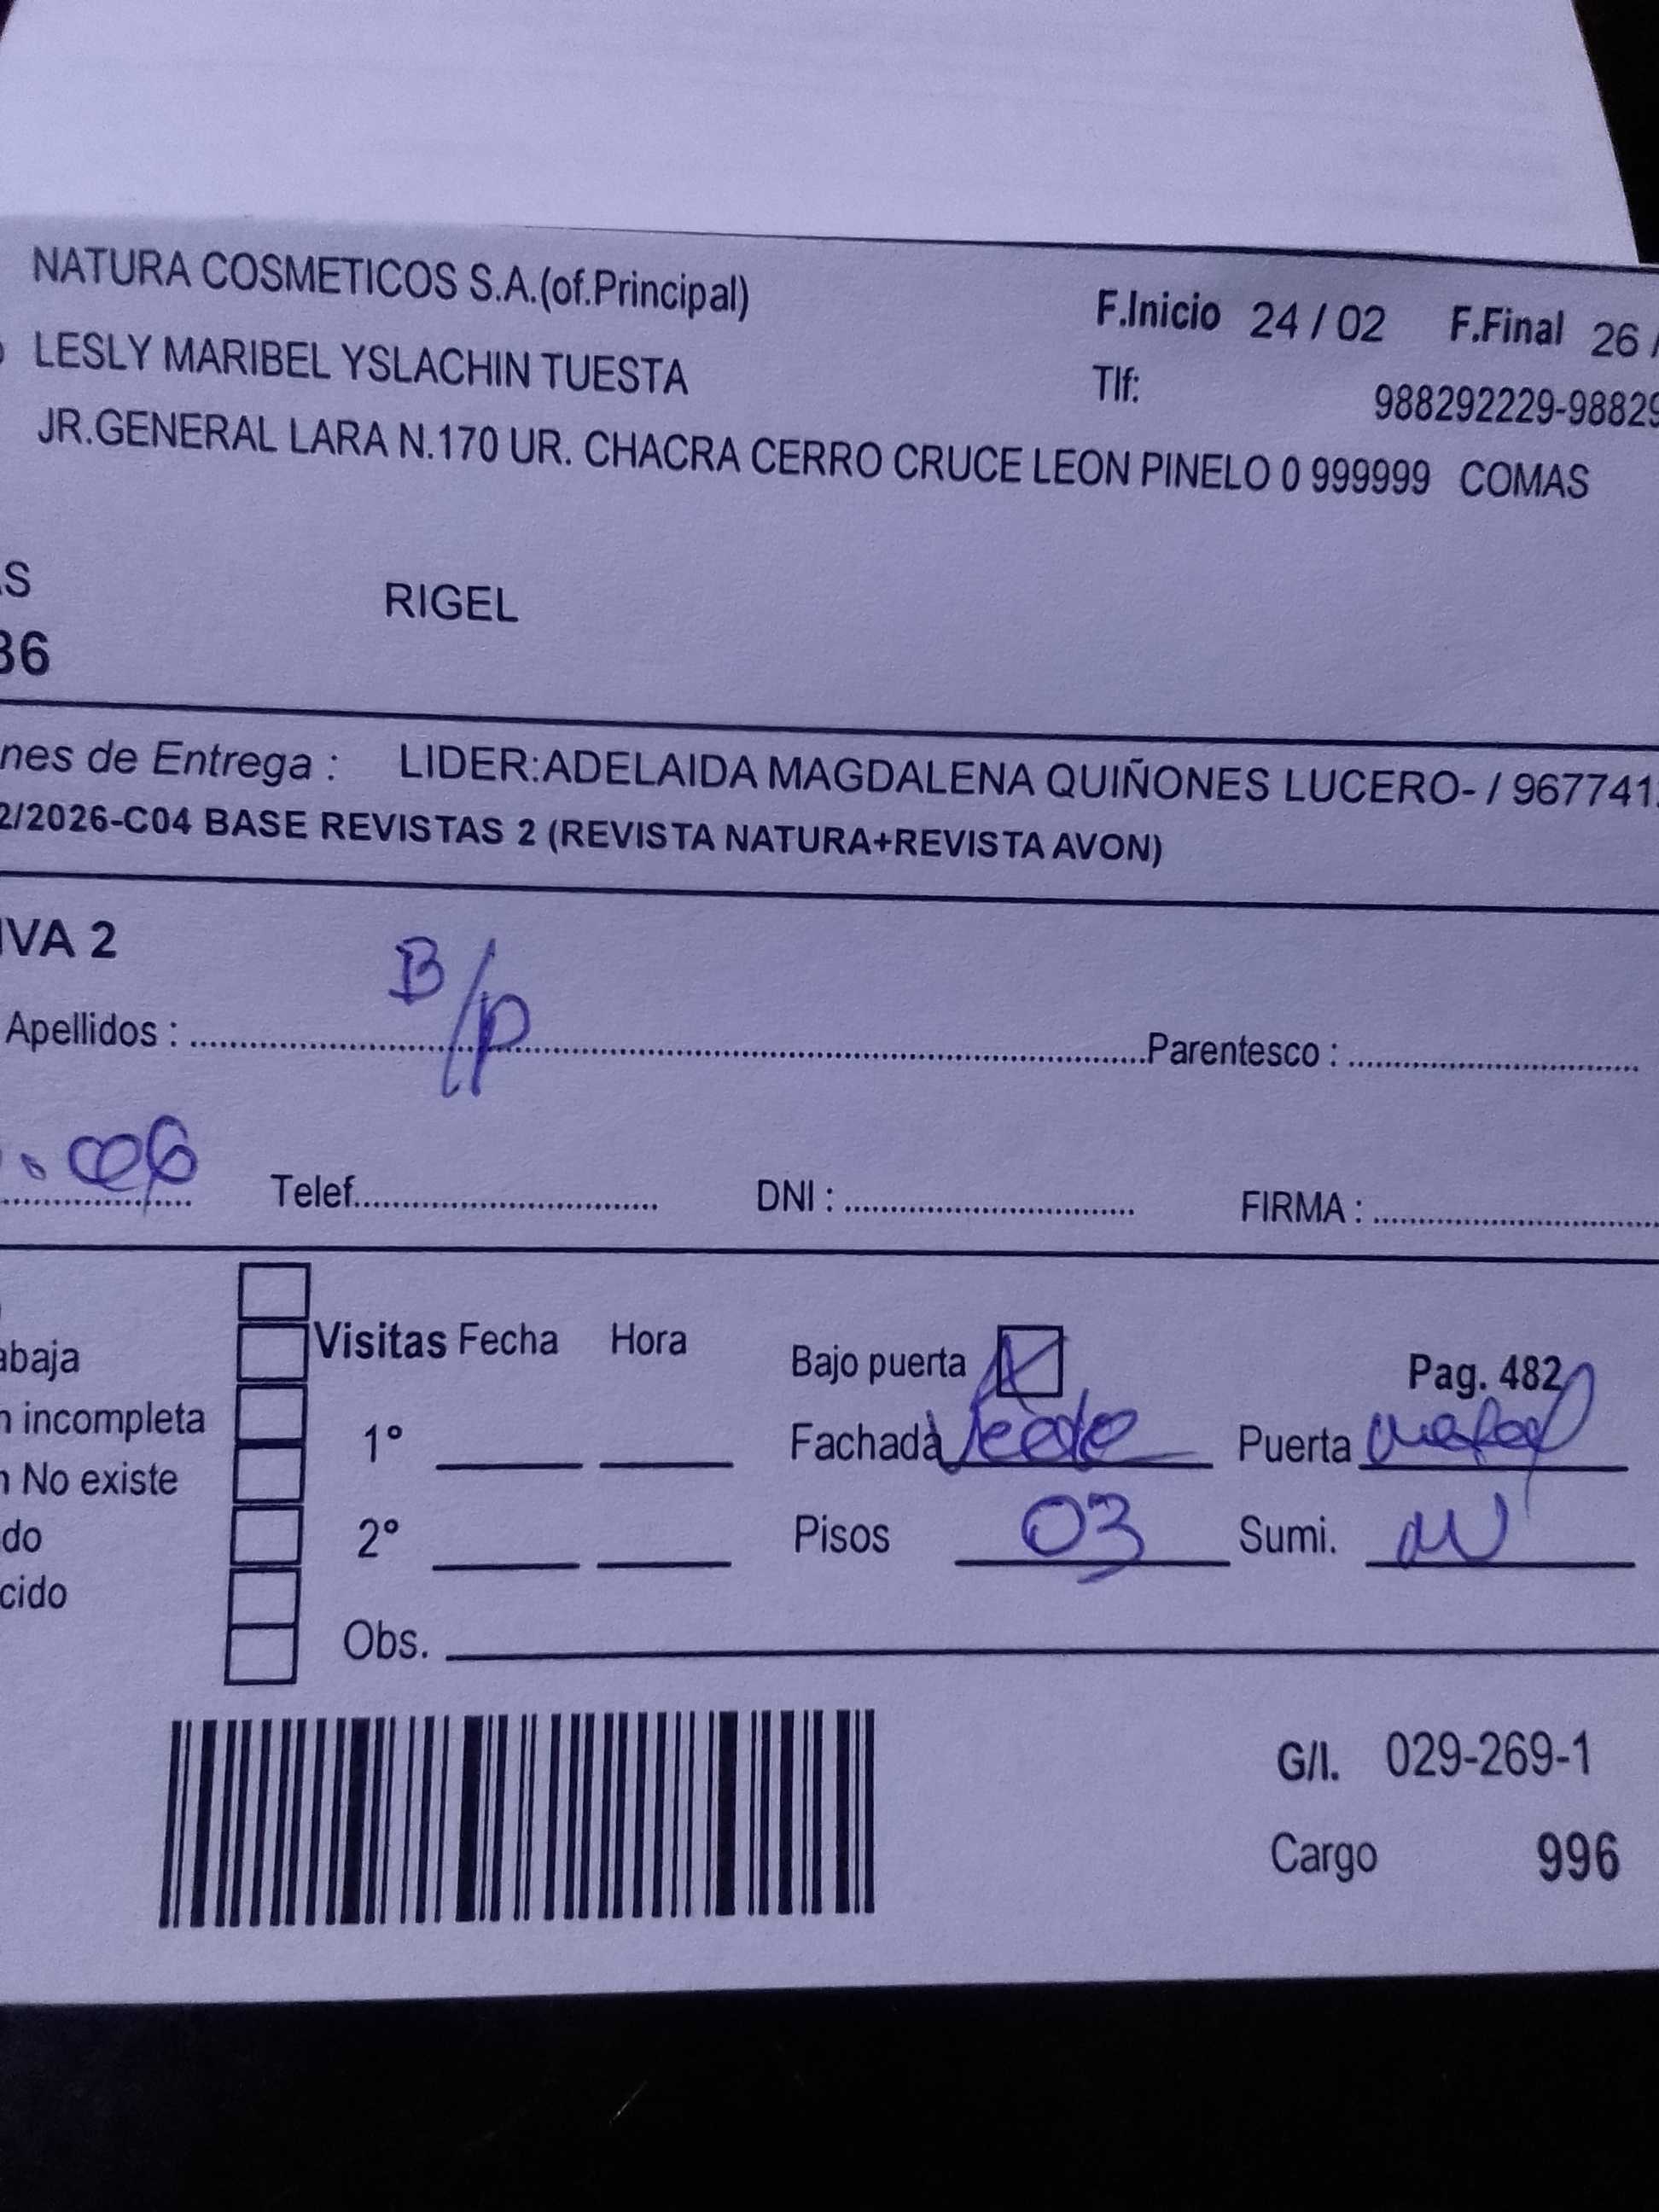 NATURA COSMETICOS S.A.(of.Principal)
F.Inicio 24 / 02 F.Final 26 /
LESLY MARIBEL YSLACHIN TUESTA
Tlf: 988292229-98829
JR.GENERAL LARA N.170 UR. CHACRA CERRO CRUCE LEON PINELO 0 999999 COMAS
AS RIGEL
36
nes de Entrega : LIDER:ADELAIDA MAGDALENA QUIÑONES LUCERO- / 967741
2/2026-C04 BASE REVISTAS 2 (REVISTA NATURA+REVISTA AVON)
IVA 2
B/P
Apellidos : Parentesco :
Telef. DNI : FIRMA :
Visitas Fecha Hora
Bajo puerta Pag. 482
abaja
n incompleta
1° Fachada Puerta
n No existe
2° Pisos 03 Sumi.
do
cido
Obs.
G/I. 029-269-1
Cargo 996